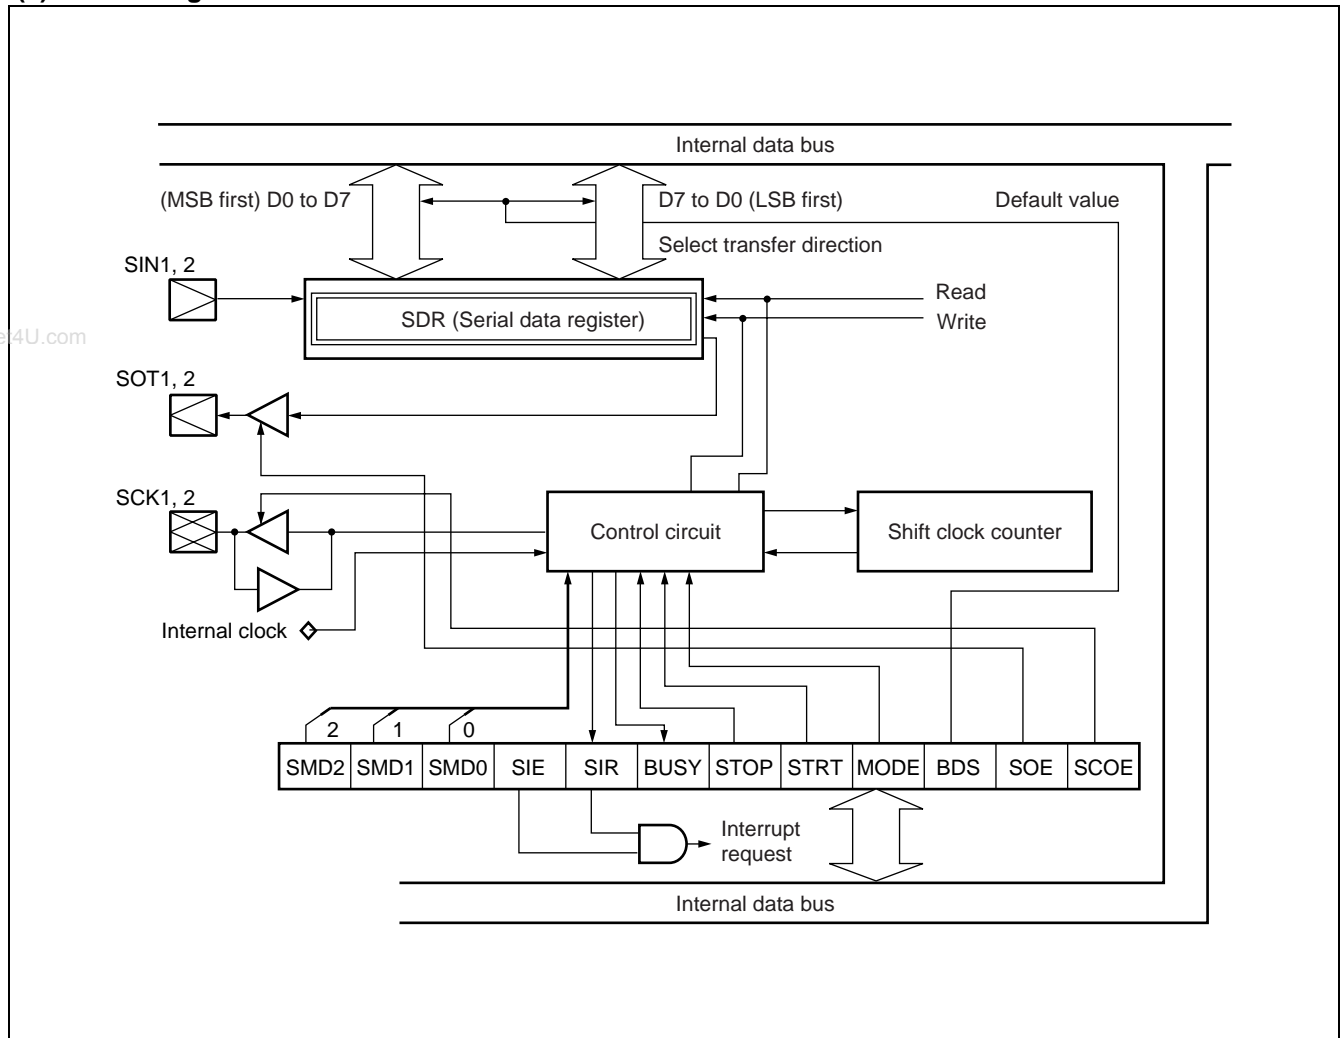 Internal data bus
(MSB first) D0 to D7
D7 to D0 (LSB first)
Default value
Select transfer direction
SIN1, 2
Read
SDR (Serial data register)
Write
et4U.com
SOT1, 2
SCK1, 2
Control circuit
Shift clock counter
Internal clock
2
1
0
SMD2 SMD1 SMD0 SIE SIR BUSY STOP STRT MODE BDS SOE SCOE
Interrupt
request
Internal data bus